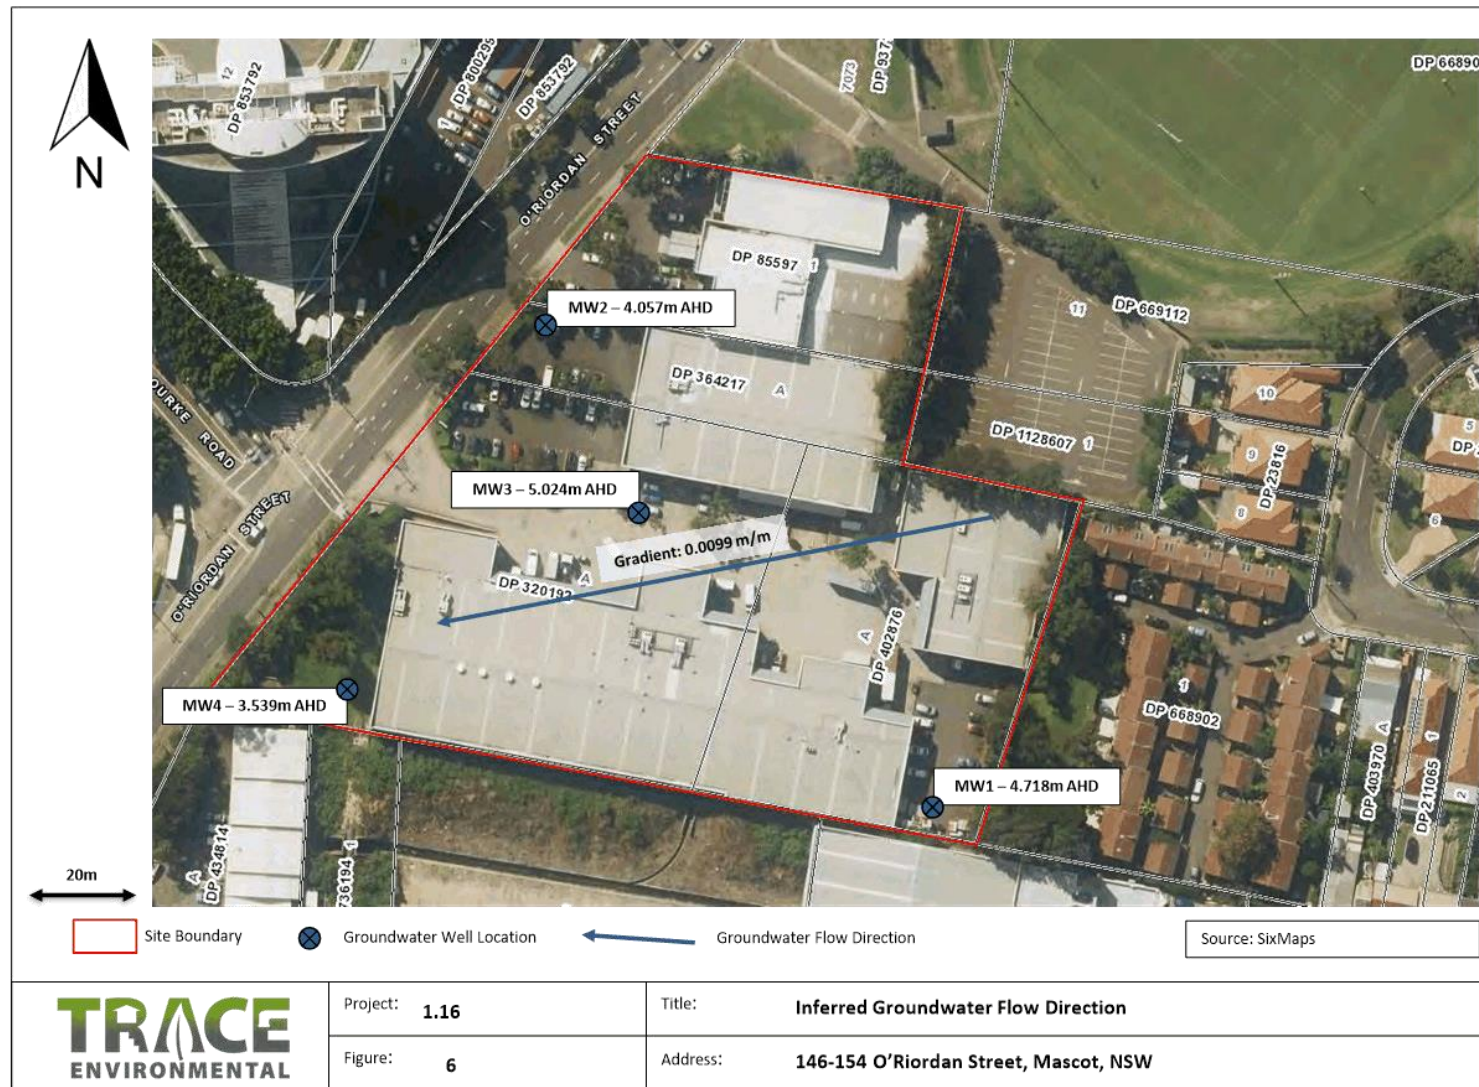 N
12
DP 853792
1
DP 800299
DP 853792
7073
DP 937
DP 66890
O'RIORDAN STREET
DP 85597 1
MW2 – 4.057m AHD
11
DP 669112
DP 364217 A
DP 1128607 1
10
9
8
DP 23816
5
6
OURKE ROAD
O'RIORDAN STREET
MW3 – 5.024m AHD
Gradient: 0.0099 m/m
DP 320192 A
A
DP 402876
MW4 – 3.539m AHD
MW1 – 4.718m AHD
1
DP 668902
DP 403970 A
DP 211065 1
2
A
DP 434814
736194 1
20m
Site Boundary
Groundwater Well Location
Groundwater Flow Direction
Source: SixMaps
TRACE
ENVIRONMENTAL
Project: 1.16
Title: Inferred Groundwater Flow Direction
Figure: 6
Address: 146-154 O'Riordan Street, Mascot, NSW